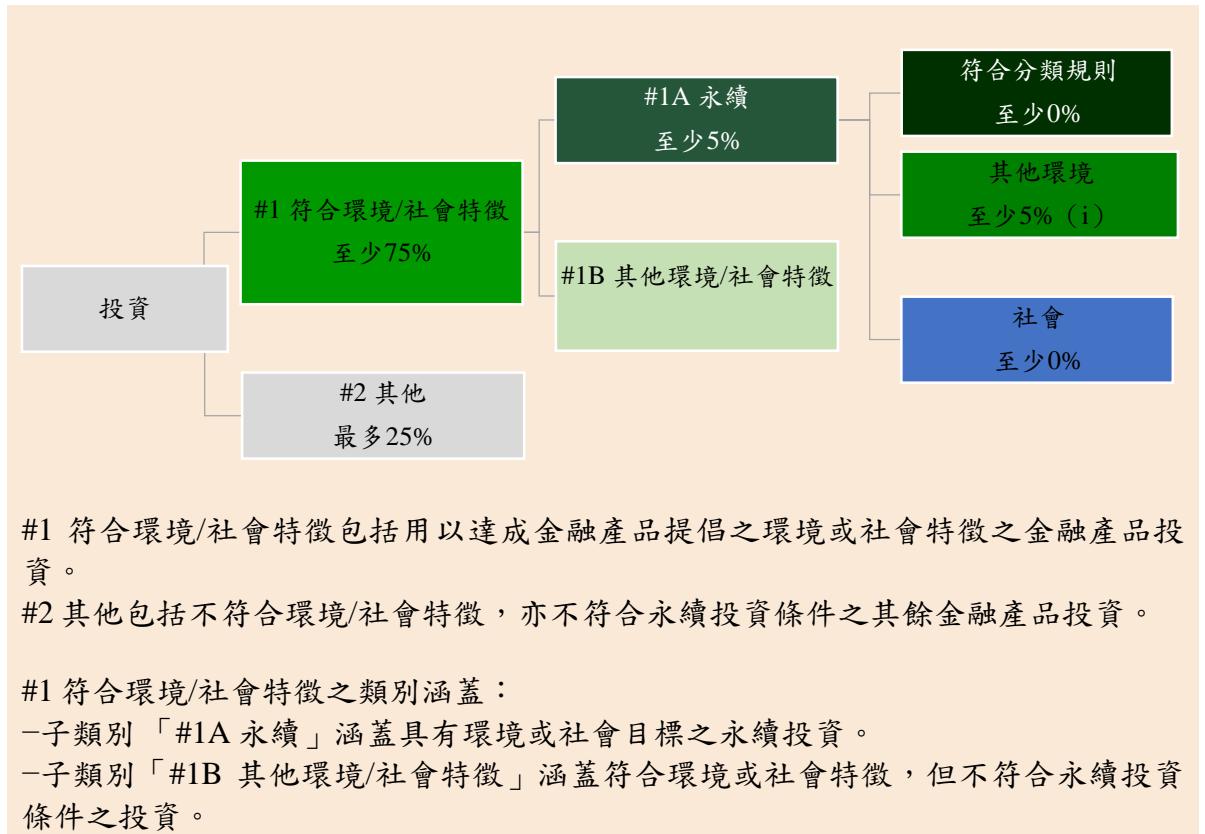 符合分類規則
至少0%
#1A 永續
至少5%
其他環境
至少5%（i）
#1 符合環境/社會特徵
至少75%
#1B 其他環境/社會特徵
投資
社會
至少0%
#2 其他
最多25%
#1 符合環境/社會特徵包括用以達成金融產品提倡之環境或社會特徵之金融產品投
資。
#2 其他包括不符合環境/社會特徵，亦不符合永續投資條件之其餘金融產品投資。
#1 符合環境/社會特徵之類別涵蓋：
–子類別「#1A 永續」涵蓋具有環境或社會目標之永續投資。
–子類別「#1B 其他環境/社會特徵」涵蓋符合環境或社會特徵，但不符合永續投資
條件之投資。